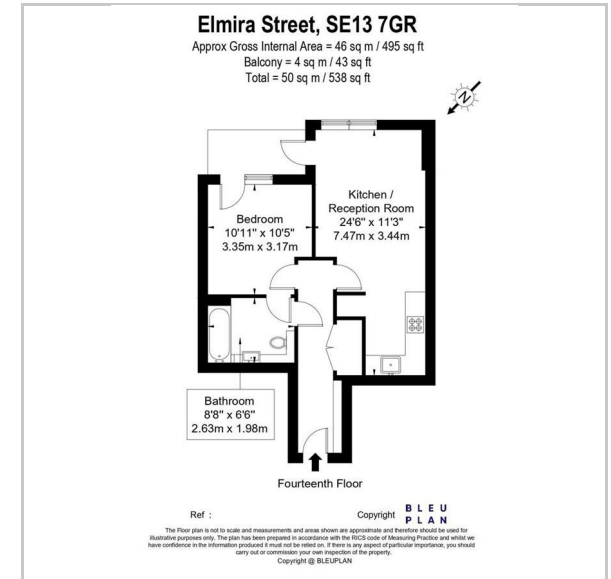 Elmira Street, SE13 7GR
Approx Gross Internal Area = 46 sq m / 495 sq ft
Balcony = 4 sq m / 43 sq ft
Total = 50 sq m / 538 sq ft
N
Kitchen /
Reception Room
24'6" x 11'3"
7.47m x 3.44m
Bedroom
10'11" x 10'5"
3.35m x 3.17m
Bathroom
8'8" x 6'6"
2.63m x 1.98m
Fourteenth Floor
Ref :
Copyright BLEU
PLAN
The Floor plan is not to scale and measurements and areas shown are approximate and therefore should be used for
illustrative purposes only. The plan has been prepared in accordance with the RICS code of Measuring Practice and whilst we
have confidence in the information produced it must not be relied on. If there is any aspect of particular importance, you should
carry out or commission your own inspection of the property.
Copyright @ BLEUPLAN